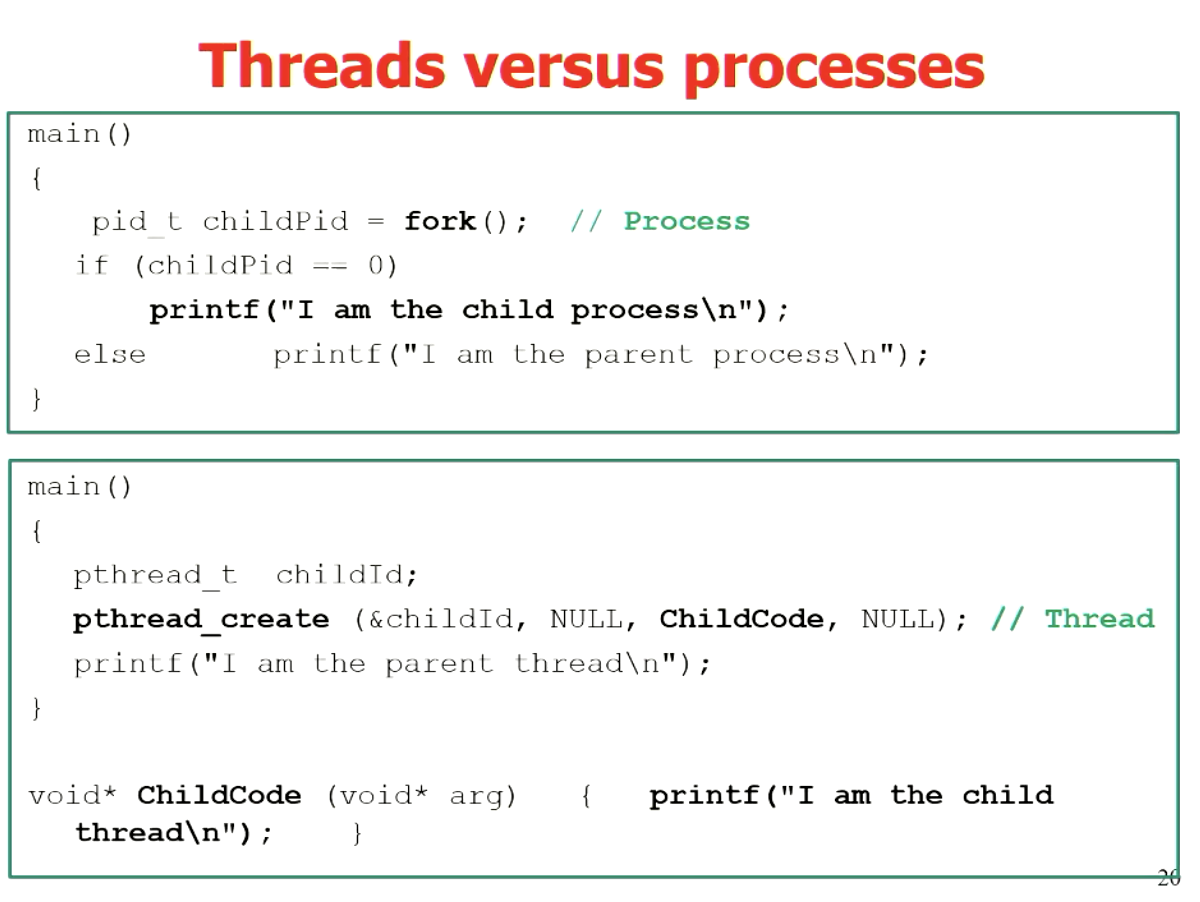 Threads versus processes
main()
{
pid_t childPid = fork(); // Process
if (childPid == 0)
printf("I am the child process\n");
else printf("I am the parent process\n");
}
main()
{
pthread_t childId;
pthread_create (&childId, NULL, ChildCode, NULL); // Thread
printf("I am the parent thread\n");
}
void* ChildCode (void* arg) { printf("I am the child
thread\n"); }
20